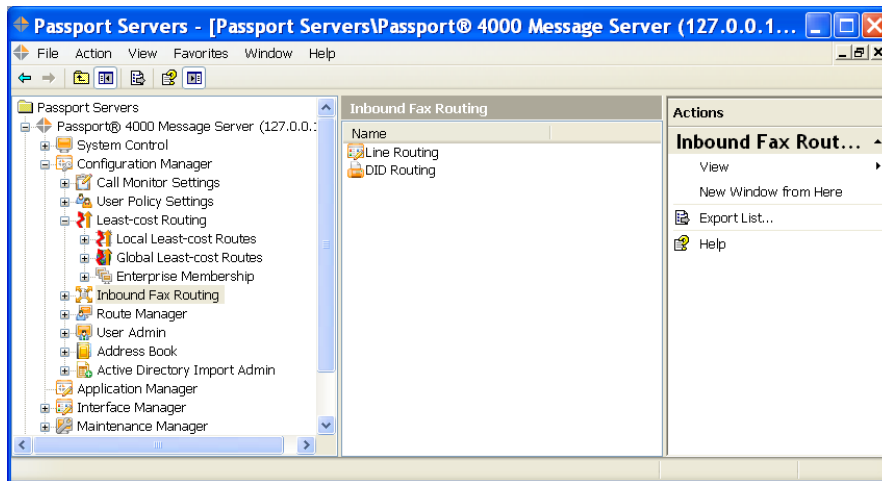 Passport Servers - [Passport Servers\Passport® 4000 Message Server (127.0.0.1...
File Action View Favorites Window Help
Passport Servers
Passport® 4000 Message Server (127.0.0.:
System Control
Configuration Manager
Call Monitor Settings
User Policy Settings
Least-cost Routing
Local Least-cost Routes
Global Least-cost Routes
Enterprise Membership
Inbound Fax Routing
Route Manager
User Admin
Address Book
Active Directory Import Admin
Application Manager
Interface Manager
Maintenance Manager
Inbound Fax Routing
Name
Line Routing
DID Routing
Actions
Inbound Fax Rout...
View
New Window from Here
Export List...
Help